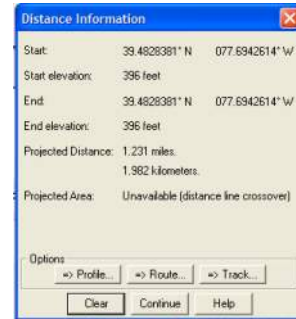 Distance Information
Start: 39.4828381° N 077.6942614° W
Start elevation: 396 feet
End: 39.4828381° N 077.6942614° W
End elevation: 396 feet
Projected Distance: 1.231 miles.
1.982 kilometers.
Projected Area: Unavailable (distance line crossover)
Options
=> Profile... => Route... => Track...
Clear Continue Help